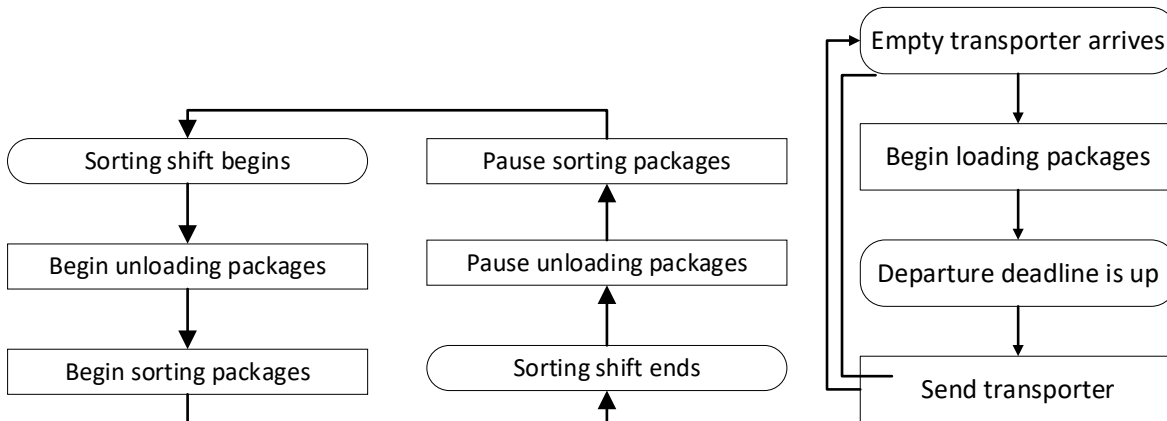 Sorting shift begins
Begin unloading packages
Begin sorting packages
Pause sorting packages
Pause unloading packages
Sorting shift ends
Empty transporter arrives
Begin loading packages
Departure deadline is up
Send transporter